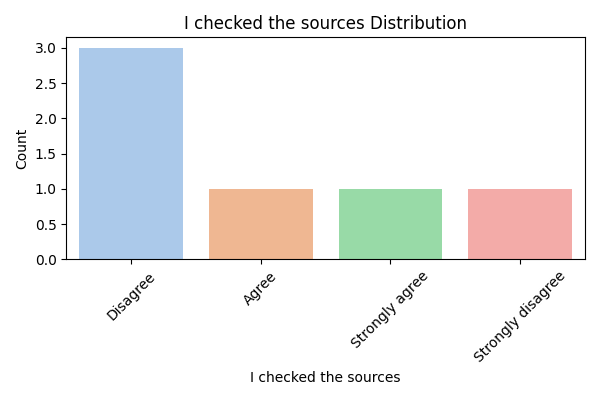 I checked the sources Distribution
Count
3.0
2.5
2.0
1.5
1.0
0.5
0.0
Disagree
Agree
Strongly agree
Strongly disagree
I checked the sources